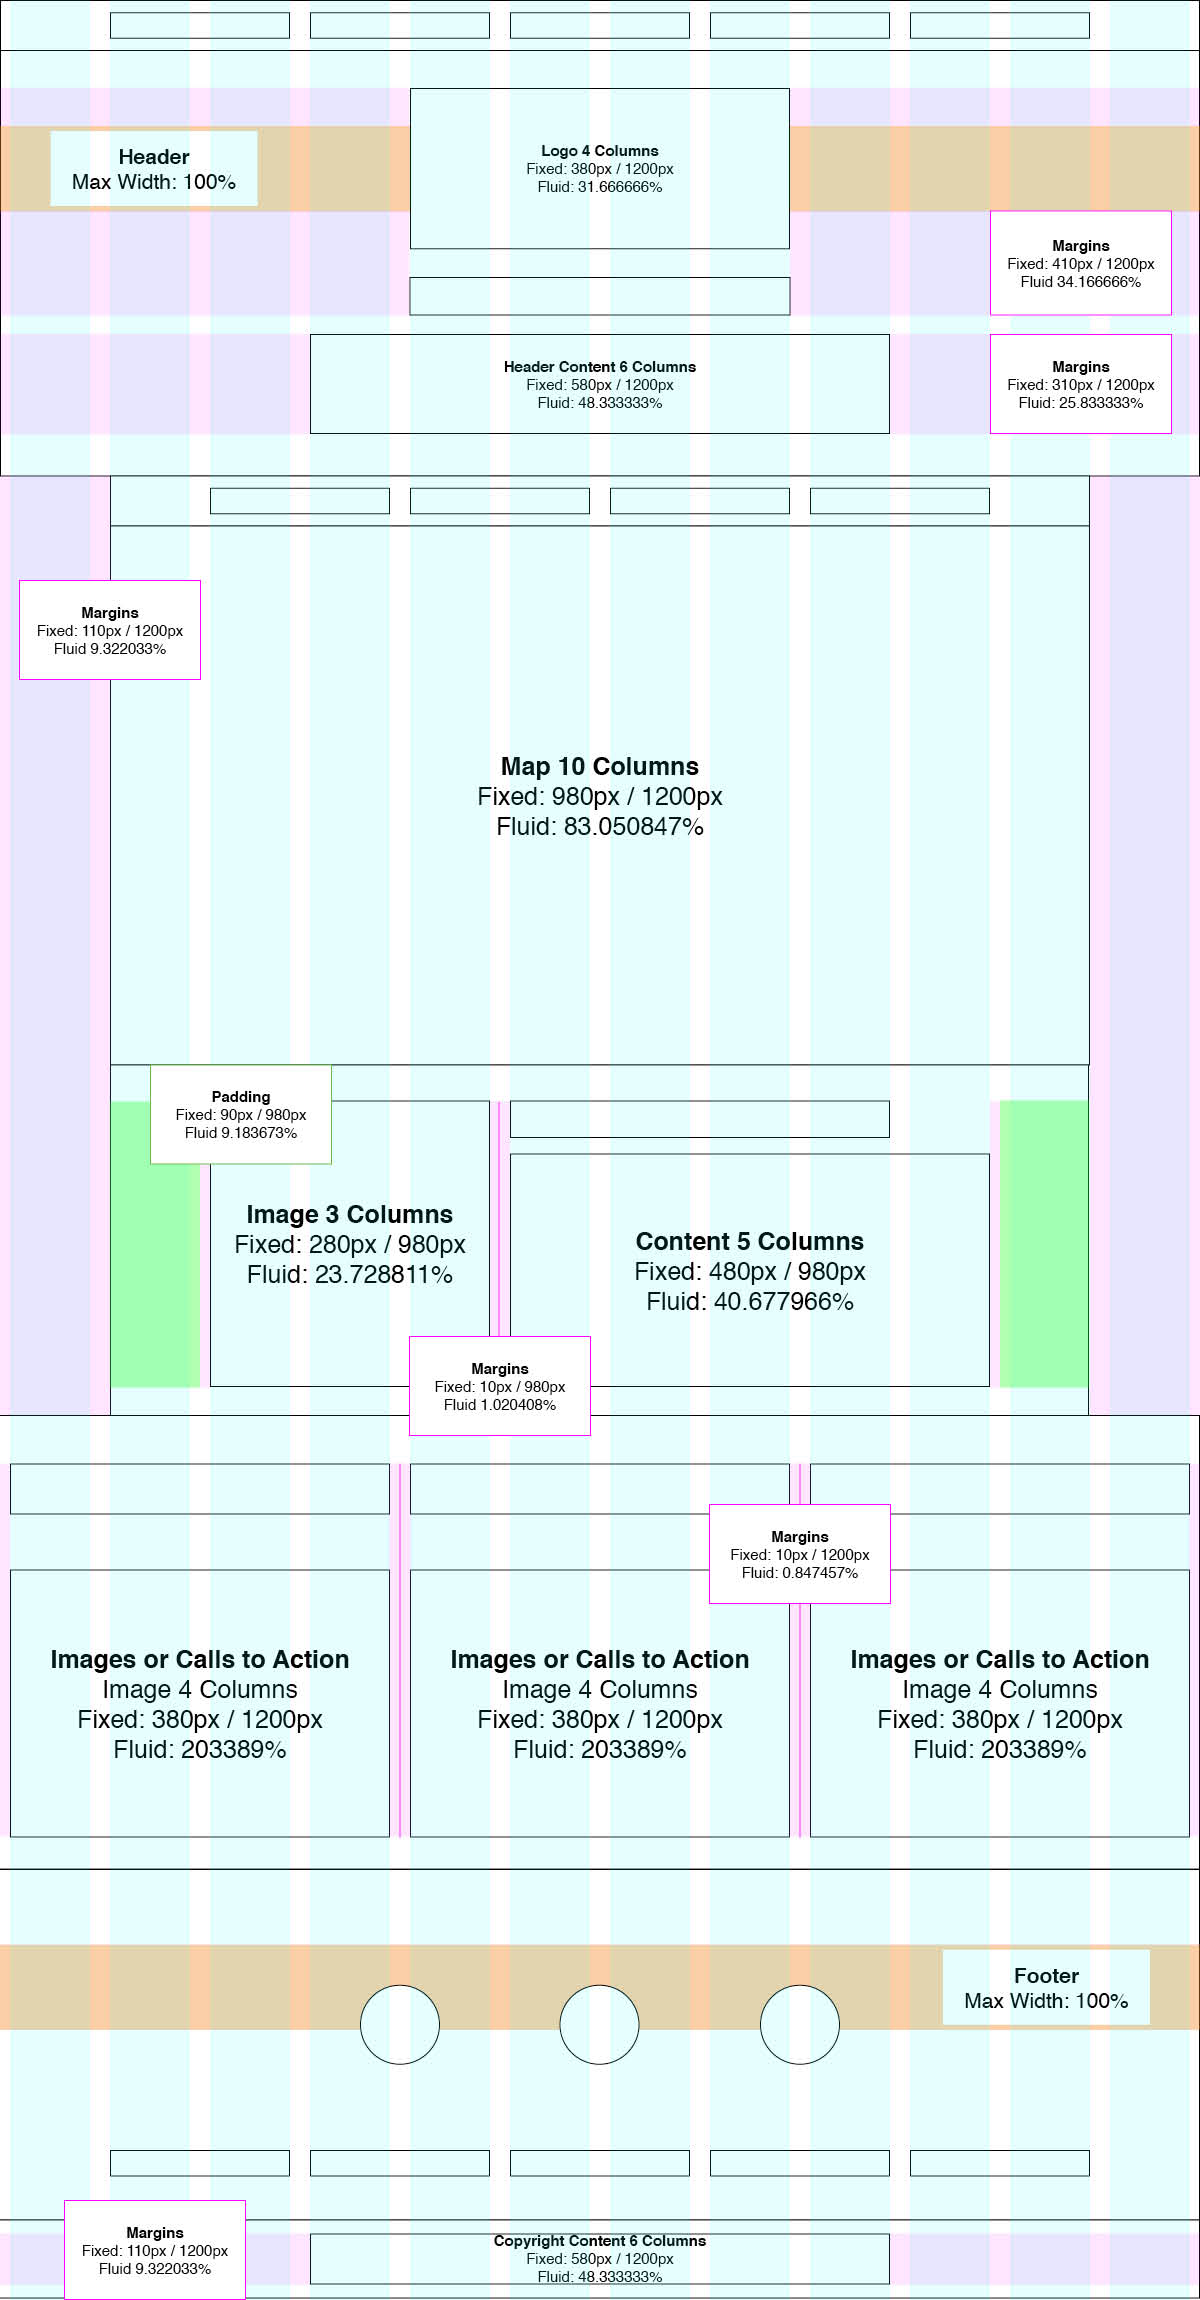 Header
Max Width: 100%
Logo 4 Columns
Fixed: 380px / 1200px
Fluid: 31.666666%
Margins
Fixed: 410px / 1200px
Fluid 34.166666%
Header Content 6 Columns
Fixed: 580px / 1200px
Fluid: 48.333333%
Margins
Fixed: 310px / 1200px
Fluid: 25.833333%
Margins
Fixed: 110px / 1200px
Fluid 9.322033%
Map 10 Columns
Fixed: 980px / 1200px
Fluid: 83.050847%
Padding
Fixed: 90px / 980px
Fluid 9.183673%
Image 3 Columns
Fixed: 280px / 980px
Fluid: 23.728811%
Content 5 Columns
Fixed: 480px / 980px
Fluid: 40.677966%
Margins
Fixed: 10px / 980px
Fluid 1.020408%
Margins
Fixed: 10px / 1200px
Fluid: 0.847457%
Images or Calls to Action
Image 4 Columns
Fixed: 380px / 1200px
Fluid: 203389%
Images or Calls to Action
Image 4 Columns
Fixed: 380px / 1200px
Fluid: 203389%
Images or Calls to Action
Image 4 Columns
Fixed: 380px / 1200px
Fluid: 203389%
Footer
Max Width: 100%
Margins
Fixed: 110px / 1200px
Fluid 9.322033%
Copyright Content 6 Columns
Fixed: 580px / 1200px
Fluid: 48.333333%